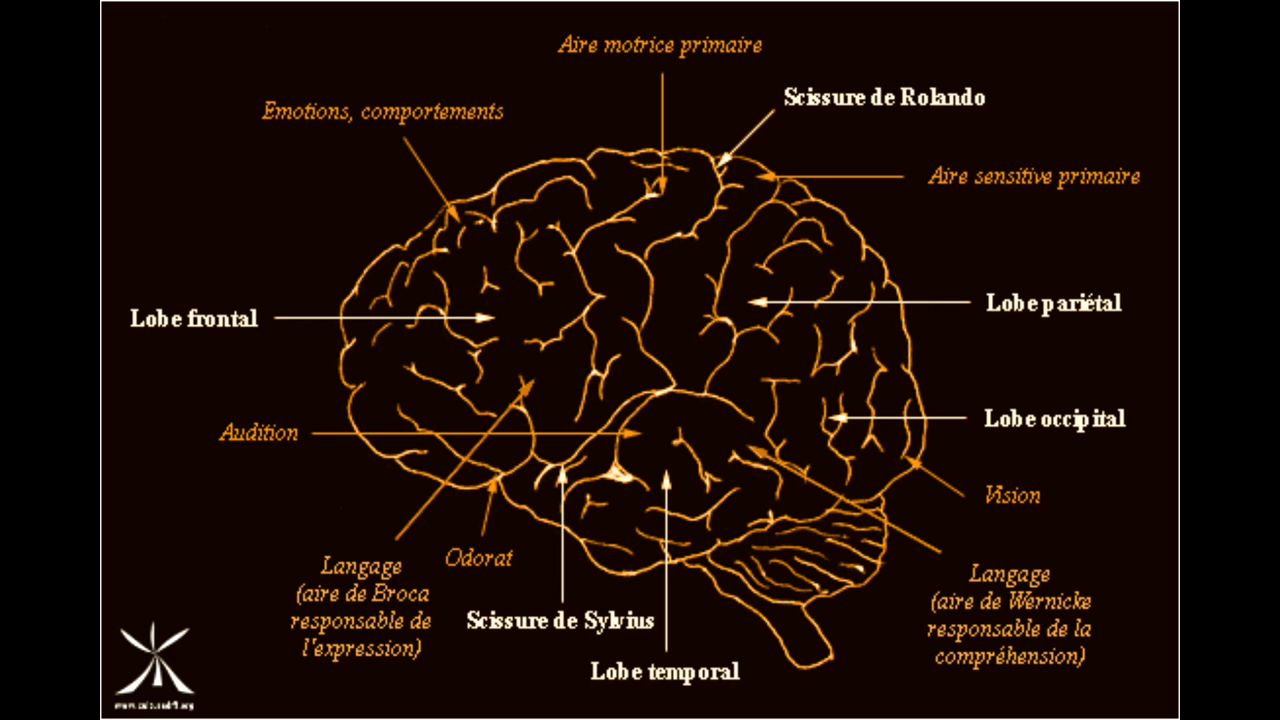 Aire motrice primaire
Scissure de Rolando
Emotions, comportements
Aire sensitive primaire
Lobe pariétal
Lobe frontal
Lobe occipital
Audition
Vision
Odorat
Langage
(aire de Broca
responsable de
l'expression)
Langage
(aire de Wernicke
responsable de la
compréhension)
Scissure de Sylvius
Lobe temporal